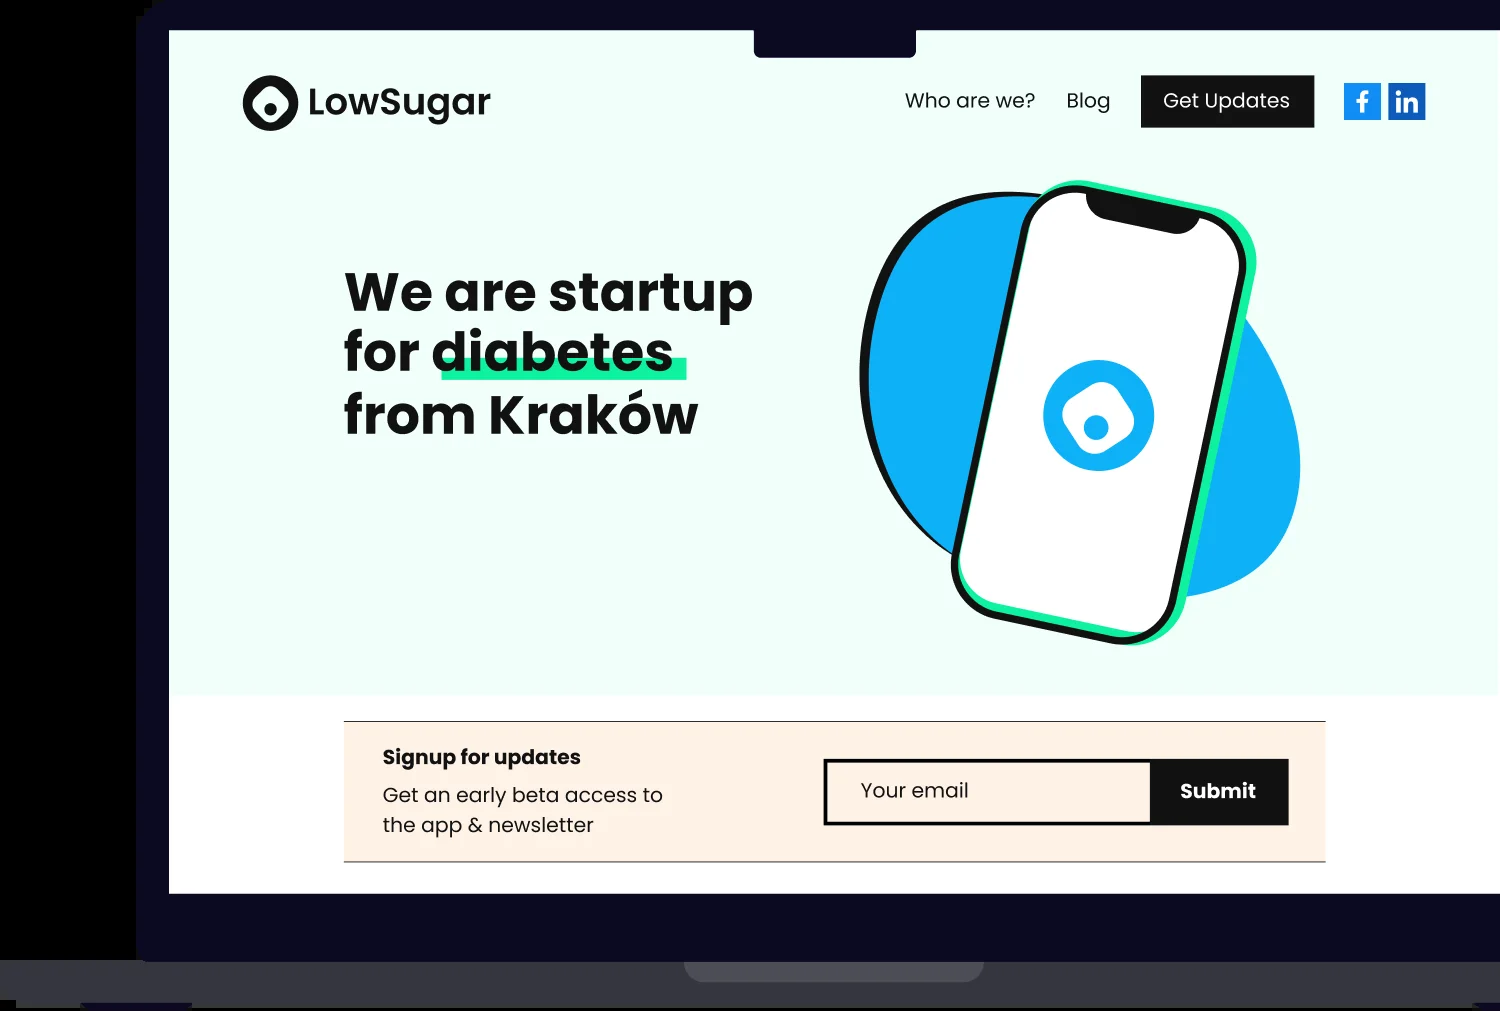 LowSugar
Who are we?
Blog
Get Updates
f
in
We are startup
for diabetes
from Kraków
Signup for updates
Get an early beta access to
the app & newsletter
Your email
Submit